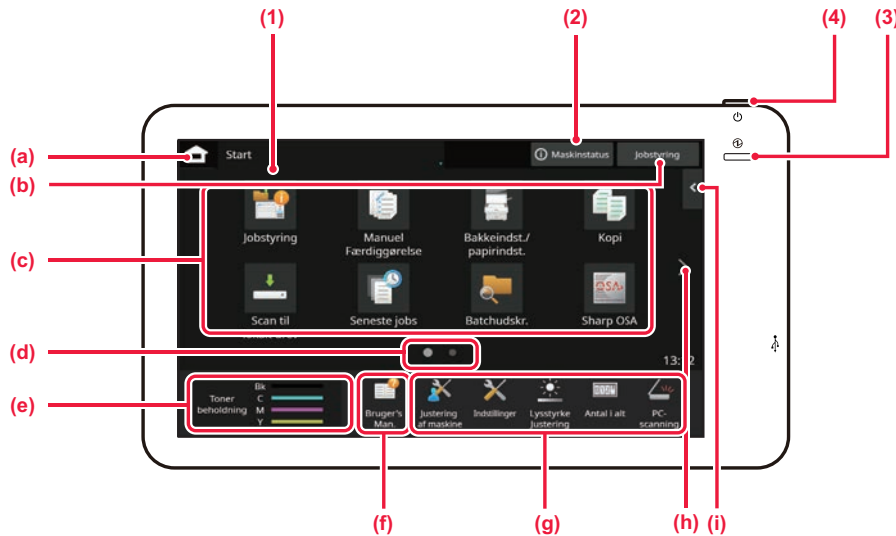 (1)
(2)
(4)
(3)
(a)
Start
Maskinstatus
Jobstyring
(b)
(c)
Jobstyring
Manuel
Færdiggørelse
Bakkeindst./
papirindst.
Kopi
OSA
Scan til
Seneste jobs
Batchudskr.
Sharp OSA
(d)
(e)
Toner
beholdning
Bk
C
M
Y
Bruger's
Man.
Justering
af maskine
Indstillinger
Lysstyrke
Justering
Antal i alt
PC-
scanning
(f)
(g)
(h)
(i)